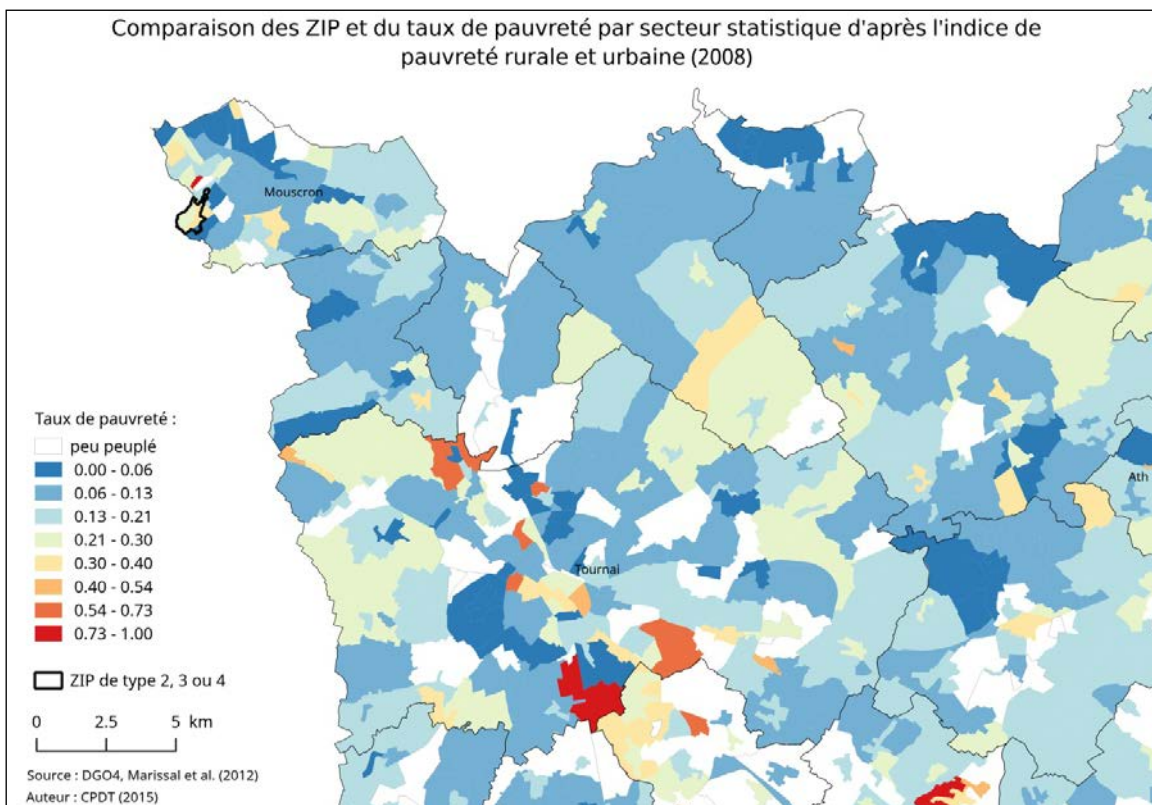 Comparaison des ZIP et du taux de pauvreté par secteur statistique d'après l'indice de
pauvreté rurale et urbaine (2008)
Mouscron
Ath
Tournai
Taux de pauvreté :
peu peuplé
0.00 - 0.06
0.06 - 0.13
0.13 - 0.21
0.21 - 0.30
0.30 - 0.40
0.40 - 0.54
0.54 - 0.73
0.73 - 1.00
ZIP de type 2, 3 ou 4
0 2.5 5 km
Source : DGO4, Marissal et al. (2012)
Auteur : CPDT (2015)